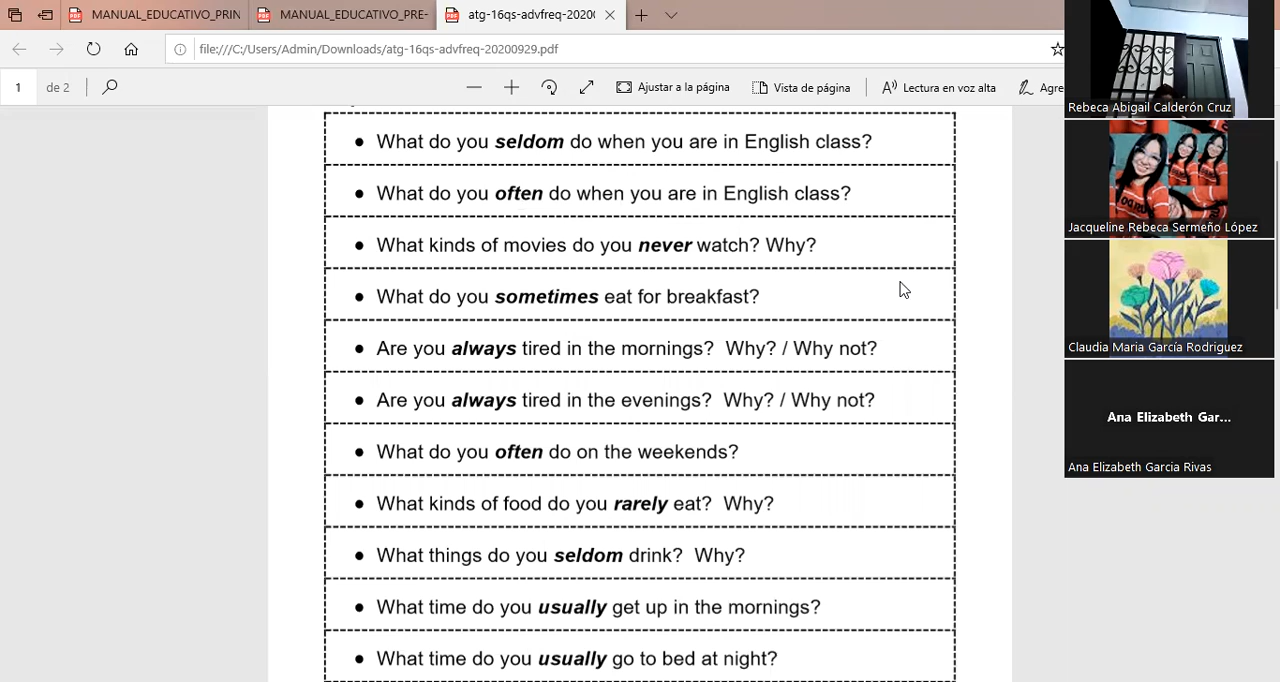 MANUAL_EDUCATIVO_PRIN
MANUAL_EDUCATIVO_PRE-
atg-16qs-advfreq-20200
file:///C:/Users/Admin/Downloads/atg-16qs-advfreq-20200929.pdf
1 de 2
Ajustar a la página
Vista de página
Lectura en voz alta
Agre
• What do you seldom do when you are in English class?
• What do you often do when you are in English class?
• What kinds of movies do you never watch? Why?
• What do you sometimes eat for breakfast?
• Are you always tired in the mornings? Why? / Why not?
• Are you always tired in the evenings? Why? / Why not?
• What do you often do on the weekends?
• What kinds of food do you rarely eat? Why?
• What things do you seldom drink? Why?
• What time do you usually get up in the mornings?
• What time do you usually go to bed at night?
Rebeca Abigail Calderón Cruz
Jacqueline Rebeca Sermeño López
Claudia Maria García Rodriguez
Ana Elizabeth Gar...
Ana Elizabeth Garcia Rivas